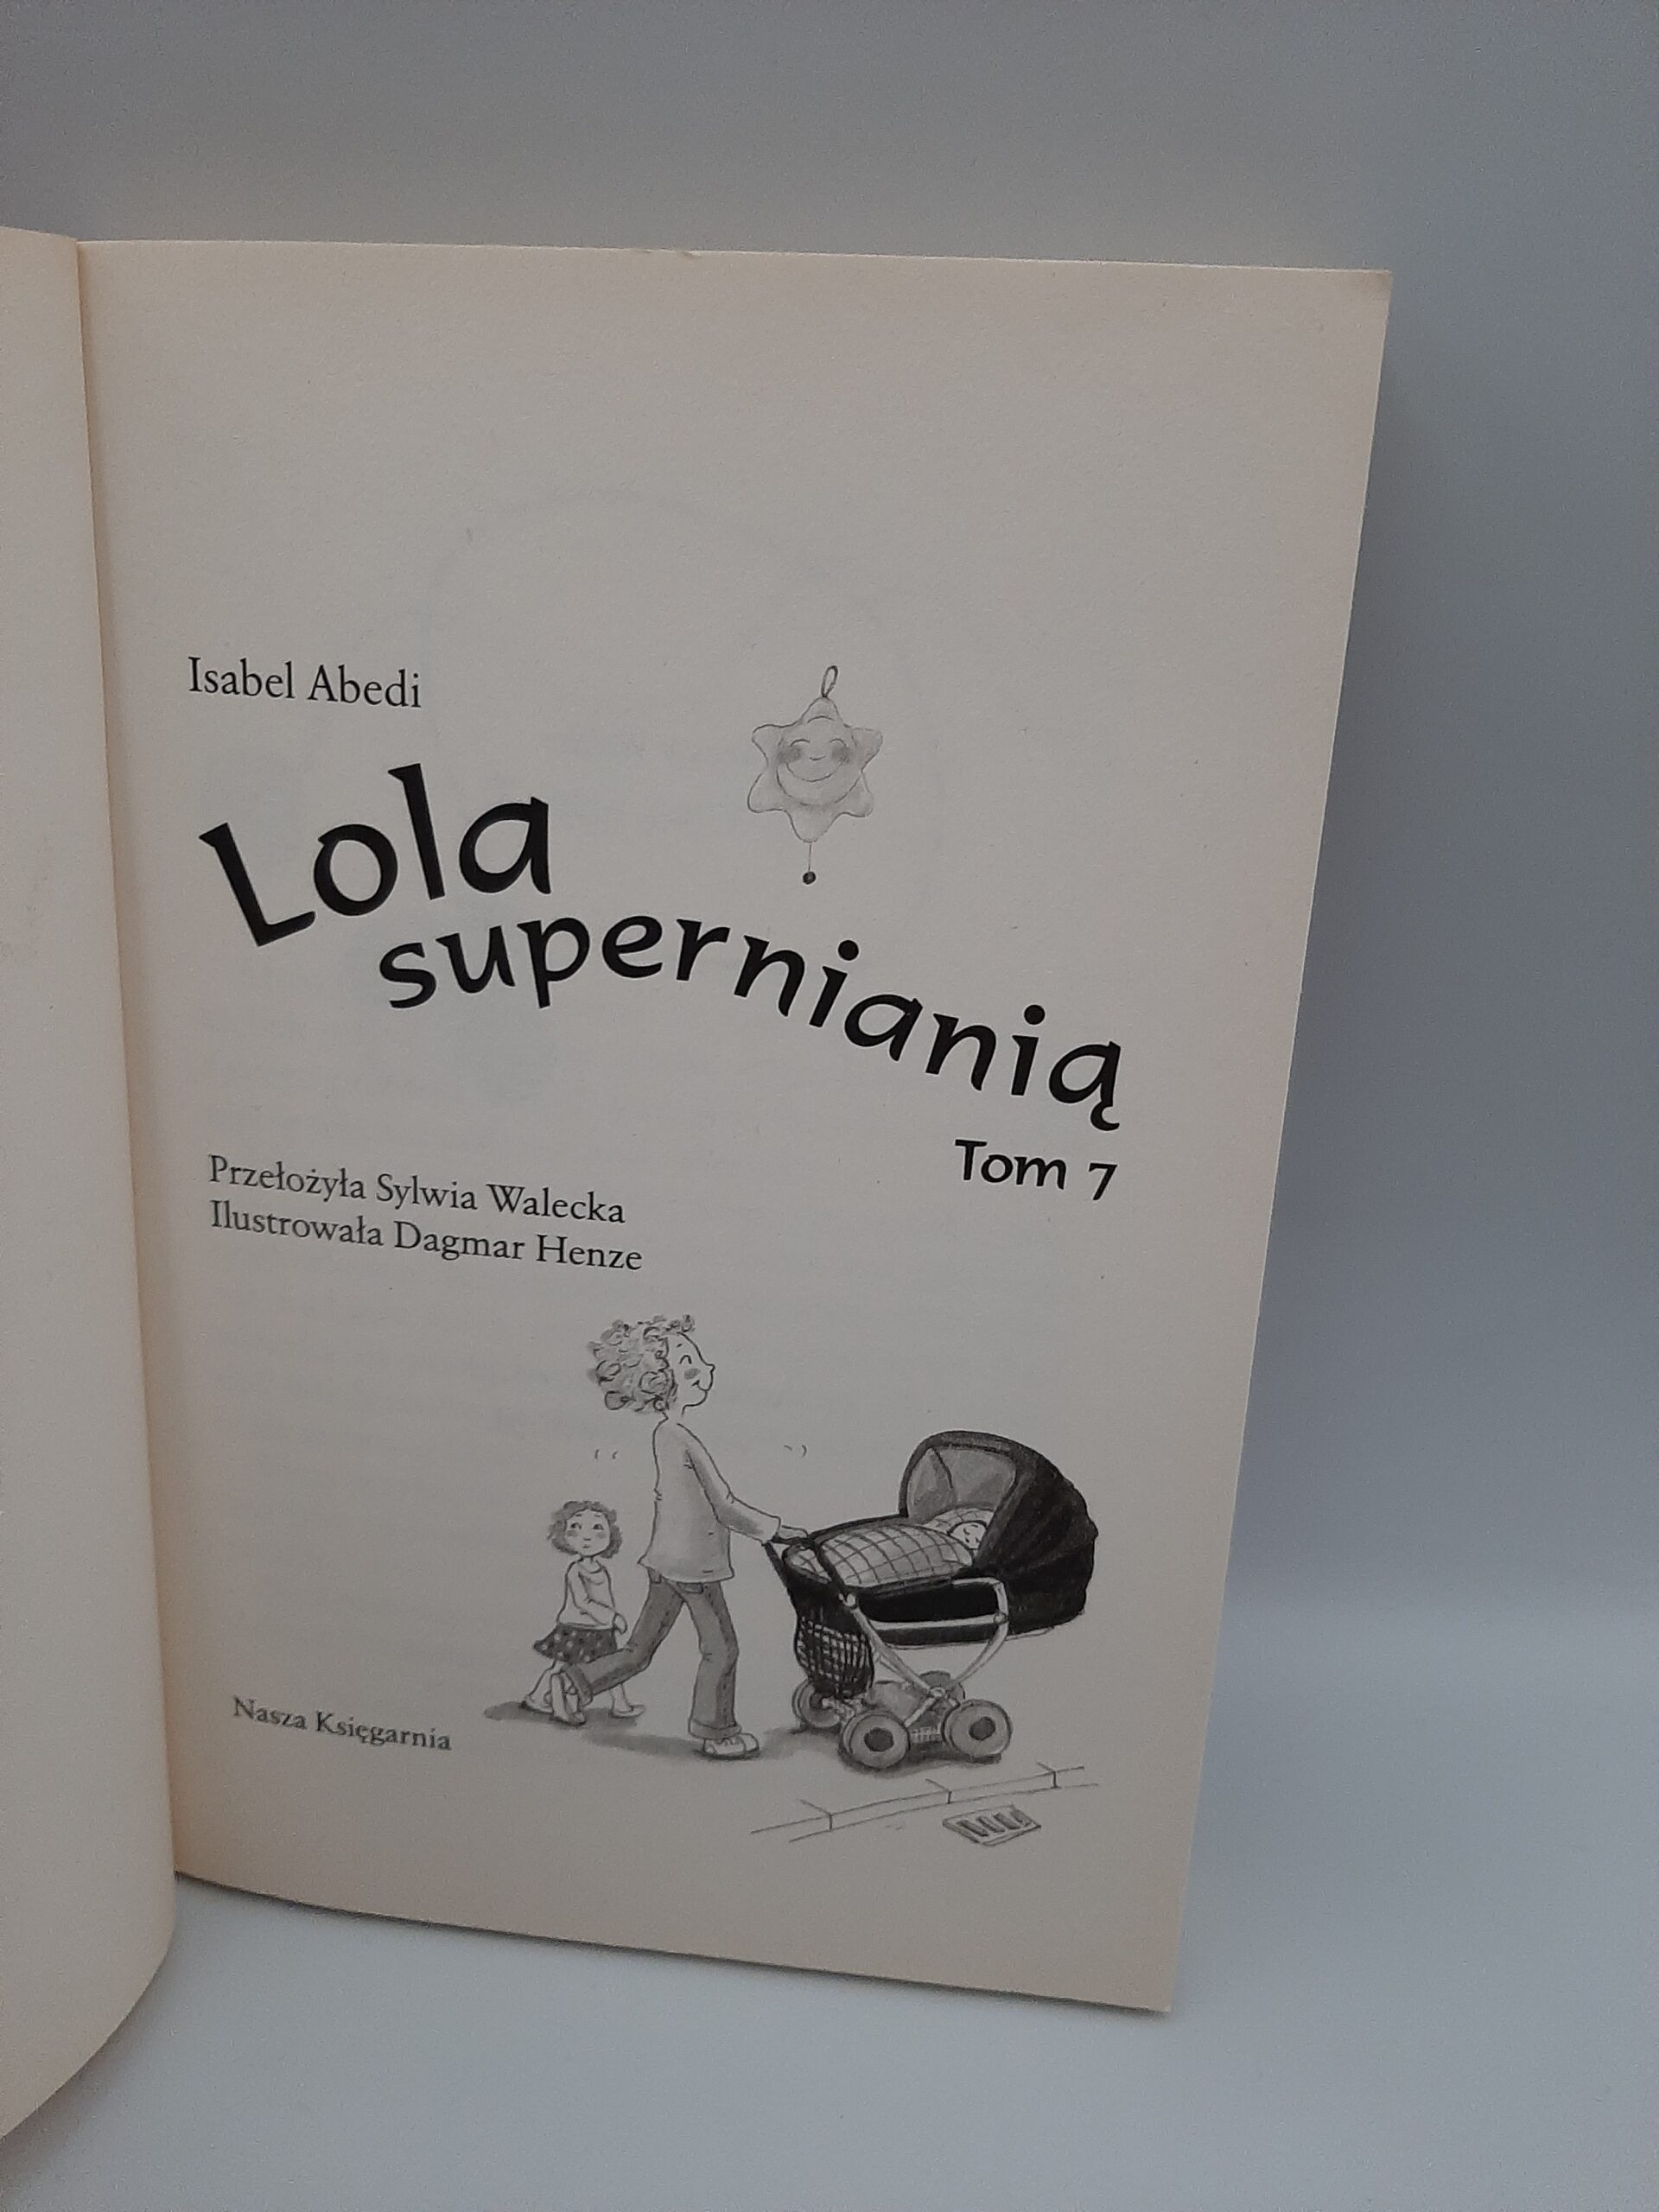 Isabel Abedi
Lola
supernianią
Tom 7
Przełożyła Sylwia Walecka
Ilustrowała Dagmar Henze
Nasza Księgarnia